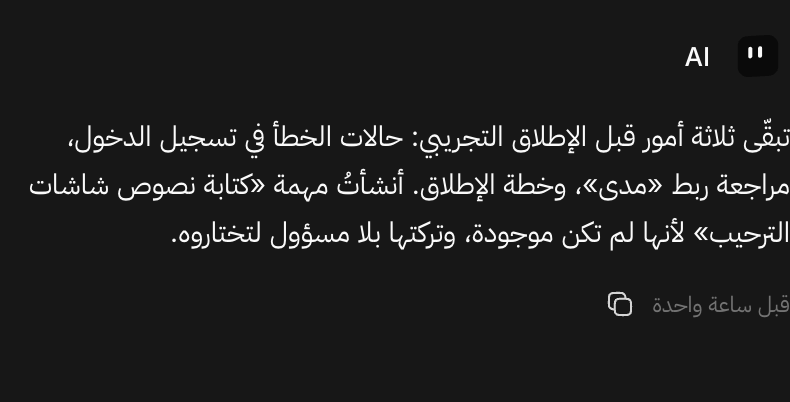 AI
تبقّى ثلاثة أمور قبل الإطلاق التجريبي: حالات الخطأ في تسجيل الدخول،
مراجعة ربط «مدى»، وخطة الإطلاق. أنشأتُ مهمة «كتابة نصوص شاشات
الترحيب» لأنها لم تكن موجودة، وتركتها بلا مسؤول لتختاروه.
قبل ساعة واحدة